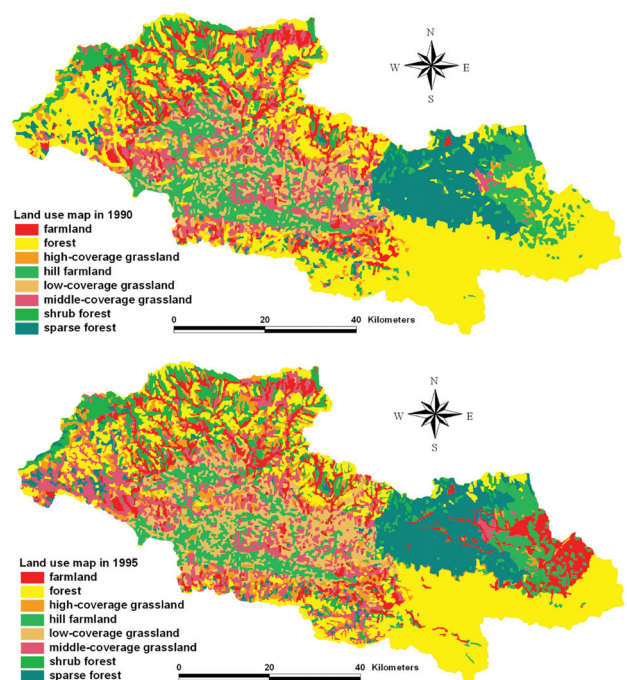 N
W E
S
Land use map in 1990
farmland
forest
high-coverage grassland
hill farmland
low-coverage grassland
middle-coverage grassland
shrub forest
sparse forest
0 20 40 Kilometers
N
W E
S
Land use map in 1995
farmland
forest
high-coverage grassland
hill farmland
low-coverage grassland
middle-coverage grassland
shrub forest
sparse forest
0 20 40 Kilometers